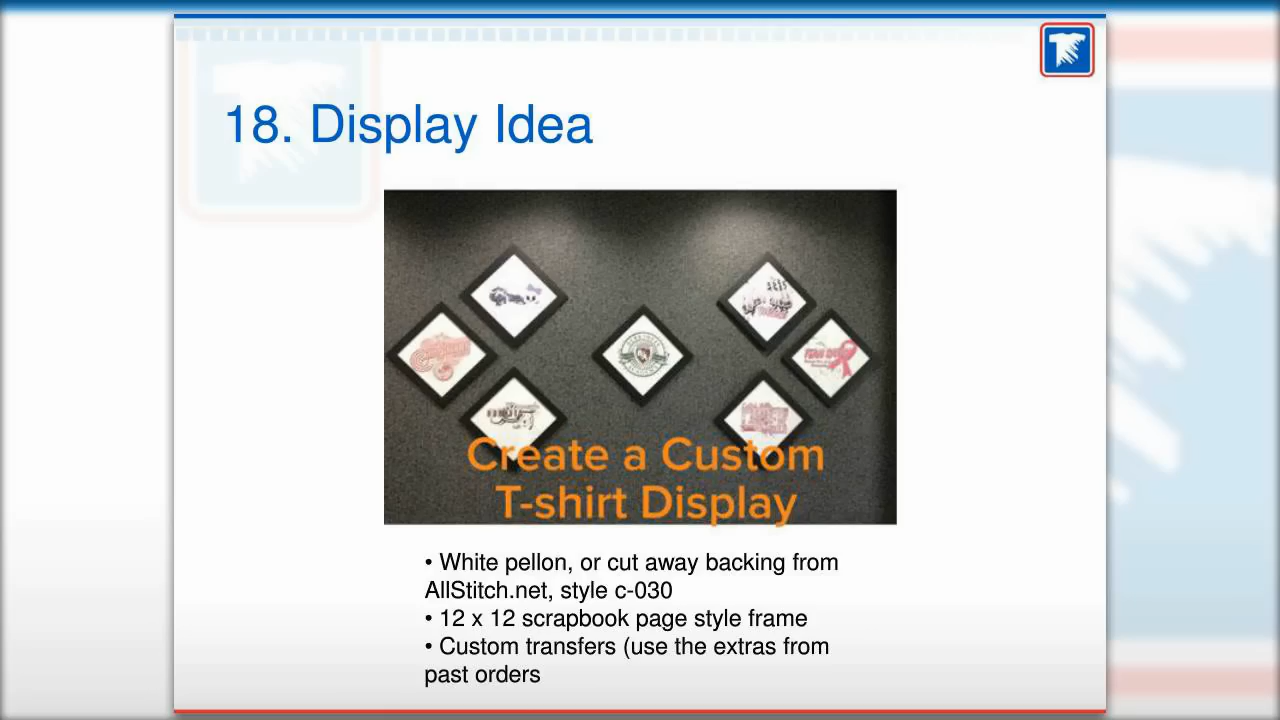 18. Display Idea
Create a Custom
T-shirt Display
• White pellon, or cut away backing from
AllStitch.net, style c-030
• 12 x 12 scrapbook page style frame
• Custom transfers (use the extras from
past orders